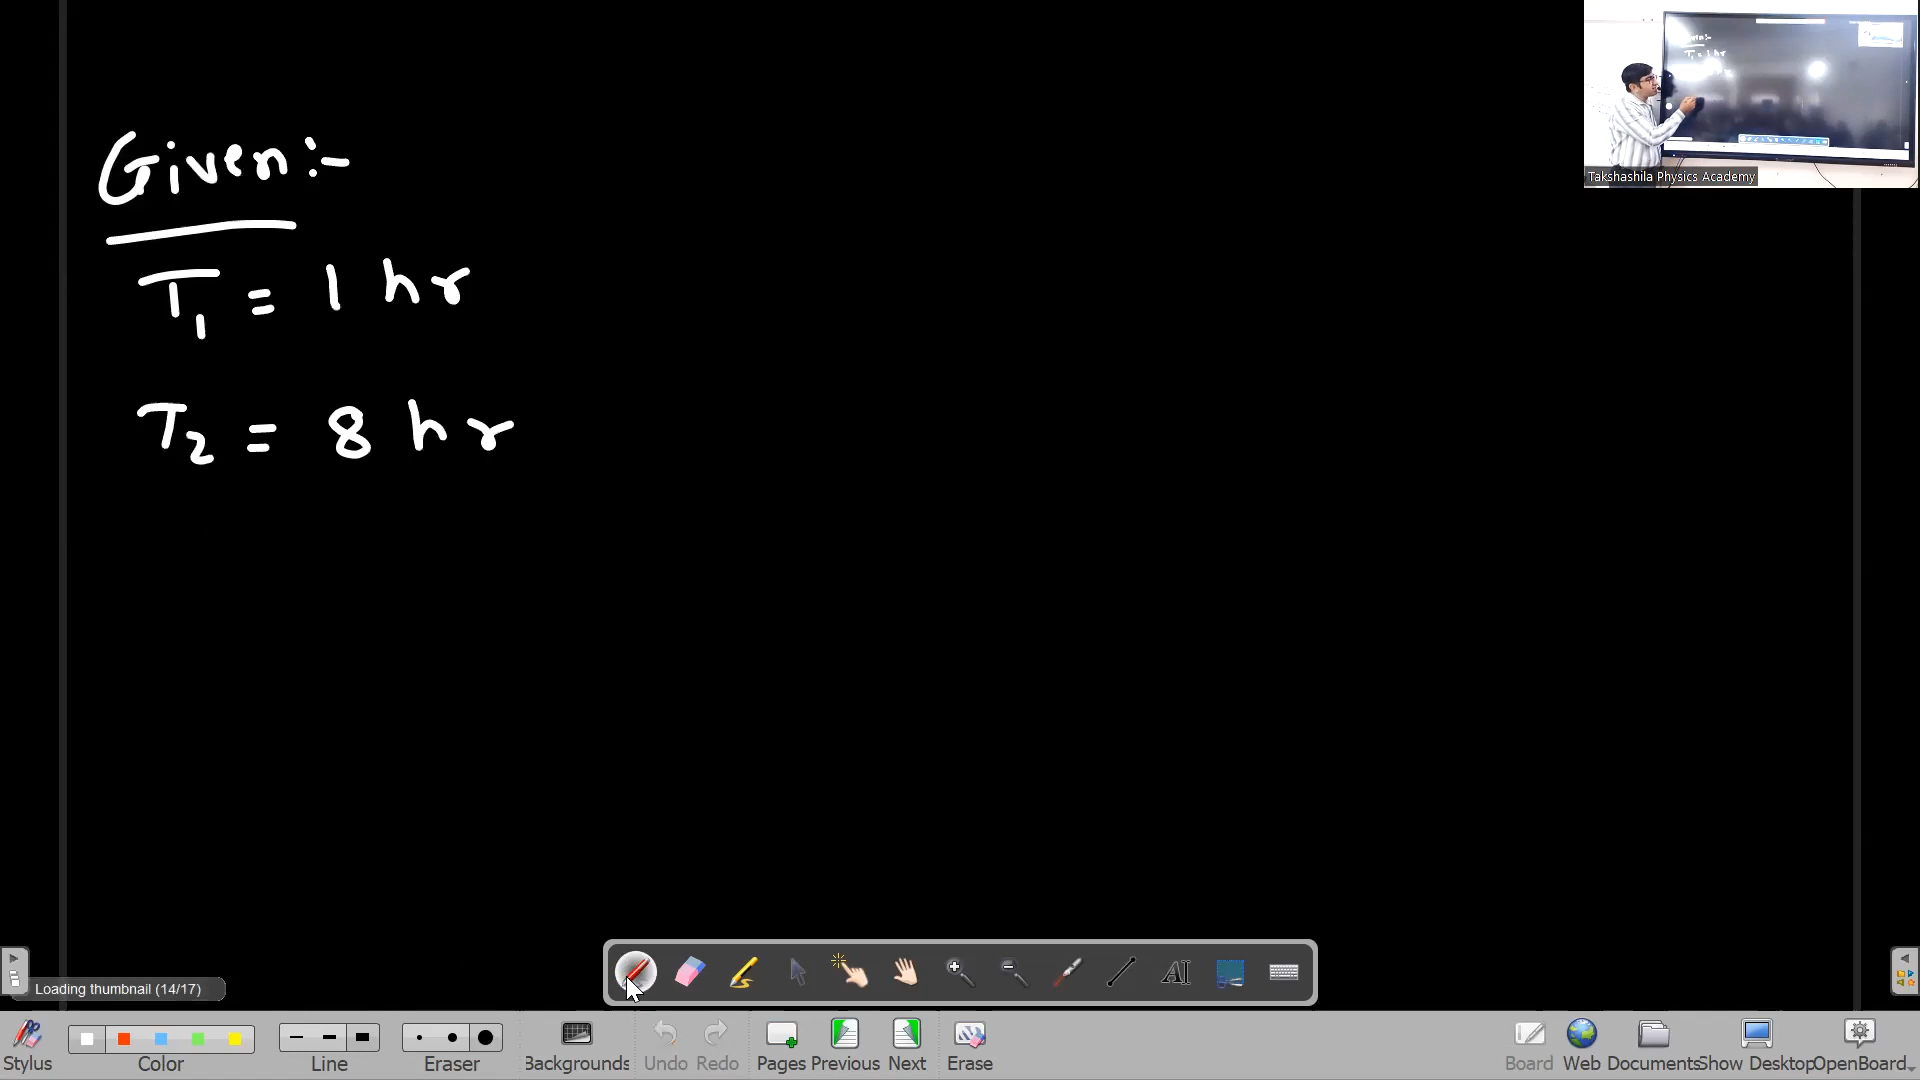 Given:-
T₁ = 1 hr
T₂ = 8 hr
Takshashila Physics Academy
Loading thumbnail (14/17)
AI
Stylus
Color
Line
Eraser
Backgrounds
Undo
Redo
Pages
Previous
Next
Erase
Board
Web
Documents
Show Desktop
OpenBoard